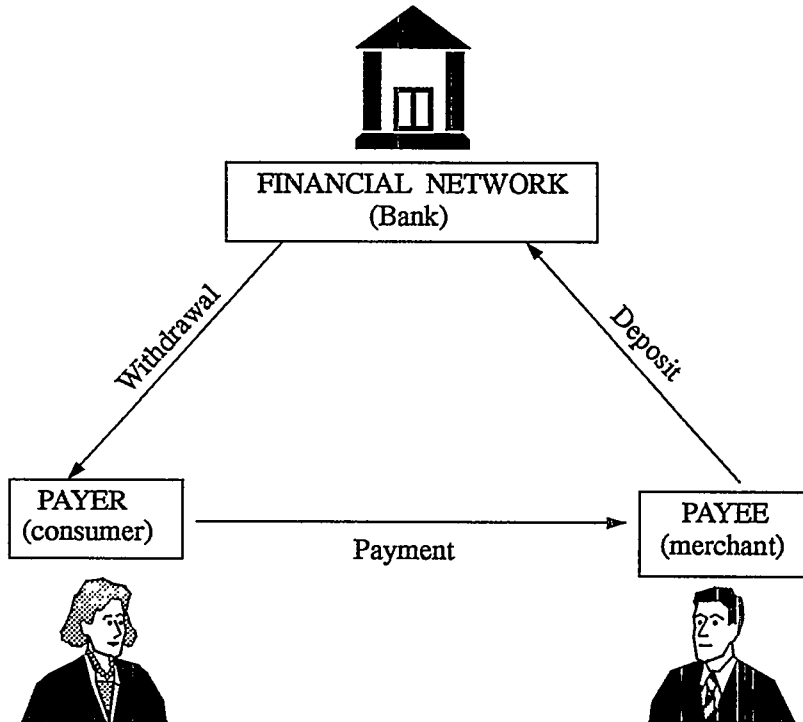 FINANCIAL NETWORK
(Bank)
Withdrawal
Deposit
PAYER
(consumer)
Payment
PAYEE
(merchant)